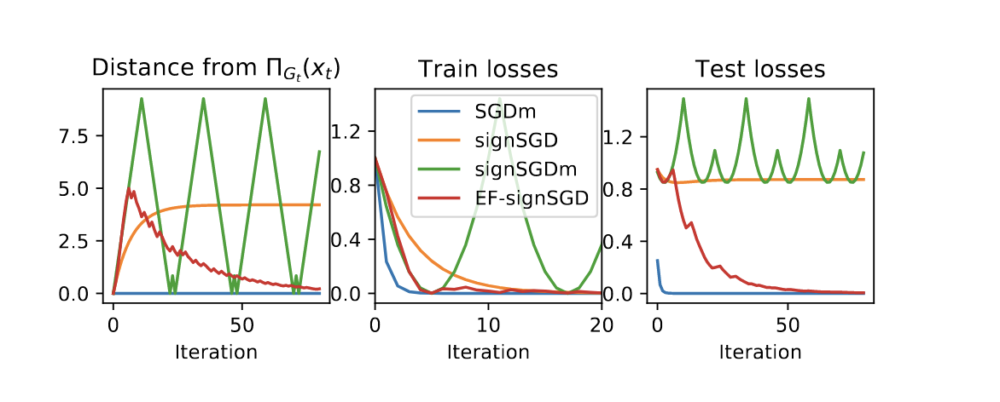 Distance from Π_{G_t}(x_t)
7.5
5.0
2.5
0.0
0
50
Iteration
Train losses
SGDm
signSGD
signSGDm
EF-signSGD
1.2
0.8
0.4
0.0
0
10
20
Iteration
Test losses
1.2
0.8
0.4
0.0
0
50
Iteration